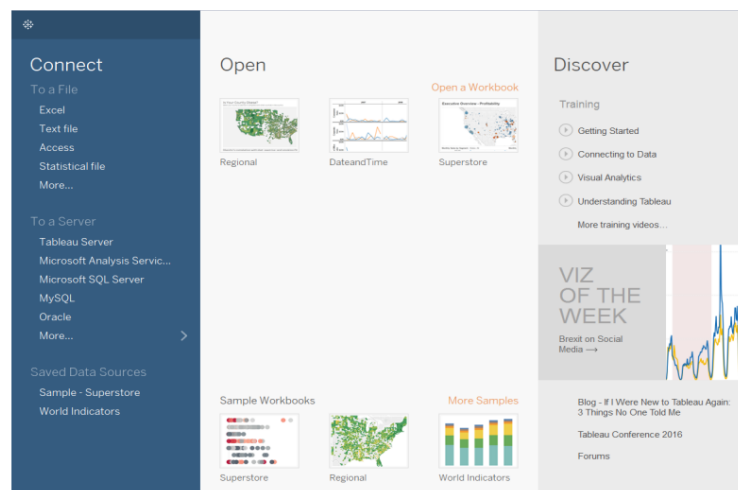 Connect
To a File
Excel
Text file
Access
Statistical file
More...
To a Server
Tableau Server
Microsoft Analysis Servic...
Microsoft SQL Server
MySQL
Oracle
More...
Saved Data Sources
Sample - Superstore
World Indicators
Open
Open a Workbook
Executive Overview - Profitability
Regional
DateandTime
Superstore
Sample Workbooks
More Samples
Superstore
Regional
World Indicators
Discover
Training
Getting Started
Connecting to Data
Visual Analytics
Understanding Tableau
More training videos...
VIZ
OF THE
WEEK
Brexit on Social
Media →
Blog - If I Were New to Tableau Again:
3 Things No One Told Me
Tableau Conference 2016
Forums